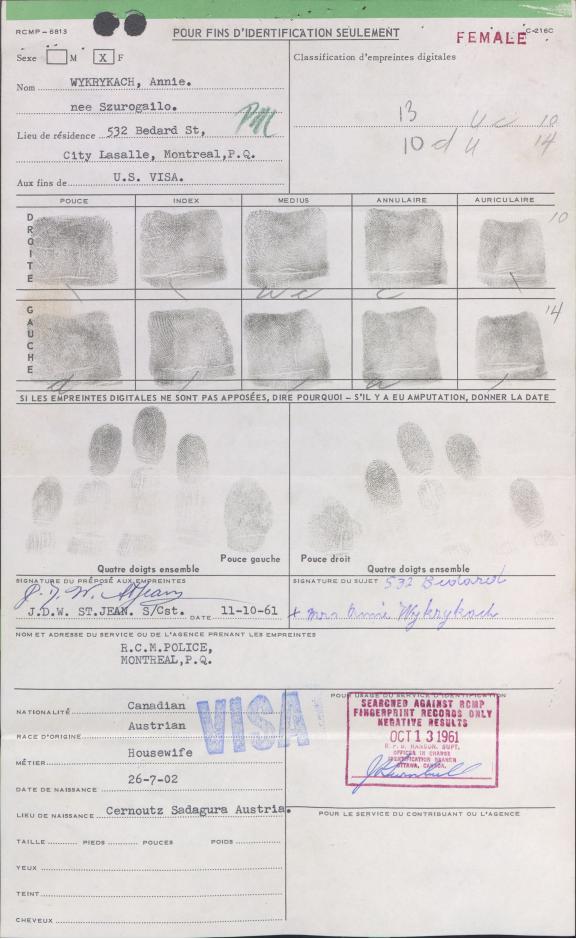 RCMP-6813
POUR FINS D'IDENTIFICATION SEULEMENT
FEMALE
C-216C
Sexe M X F
Classification d'empreintes digitales
Nom WYKRYKACH, Annie.
nee Szurogailo.
Lieu de résidence 532 Bedard St,
City Lasalle, Montreal,P.Q.
Aux fins de U.S. VISA.
13 U c 10
10 d U 14
POUCE INDEX MEDIUS ANNULAIRE AURICULAIRE
DROITE
10
GAUCHE
14
SI LES EMPREINTES DIGITALES NE SONT PAS APPOSÉES, DIRE POURQUOI – S'IL Y A EU AMPUTATION, DONNER LA DATE
Pouce gauche Pouce droit
Quatre doigts ensemble Quatre doigts ensemble
SIGNATURE DU PRÉPOSÉ AUX EMPREINTES
J.D.W. St Jean
J.D.W. ST.JEAN. S/Cst. DATE 11-10-61
SIGNATURE DU SUJET 532 Bedard
+ Mrs Annie Wykrykach
NOM ET ADRESSE DU SERVICE OU DE L'AGENCE PRENANT LES EMPREINTES
R.C.M.POLICE,
MONTREAL,P.Q.
POUR USAGE DU SERVICE D'IDENTIFICATION
NATIONALITÉ Canadian
RACE D'ORIGINE Austrian
MÉTIER Housewife
DATE DE NAISSANCE 26-7-02
LIEU DE NAISSANCE Cernoutz Sadagura Austria.
VISA
SEARCHED AGAINST RCMP
FINGERPRINT RECORDS ONLY
NEGATIVE RESULTS
OCT 13 1961
OFFICER IN CHARGE
IDENTIFICATION BRANCH
OTTAWA, CANADA.
POUR LE SERVICE DU CONTRIBUANT OU L'AGENCE
TAILLE PIEDS POUCES POIDS
YEUX
TEINT
CHEVEUX